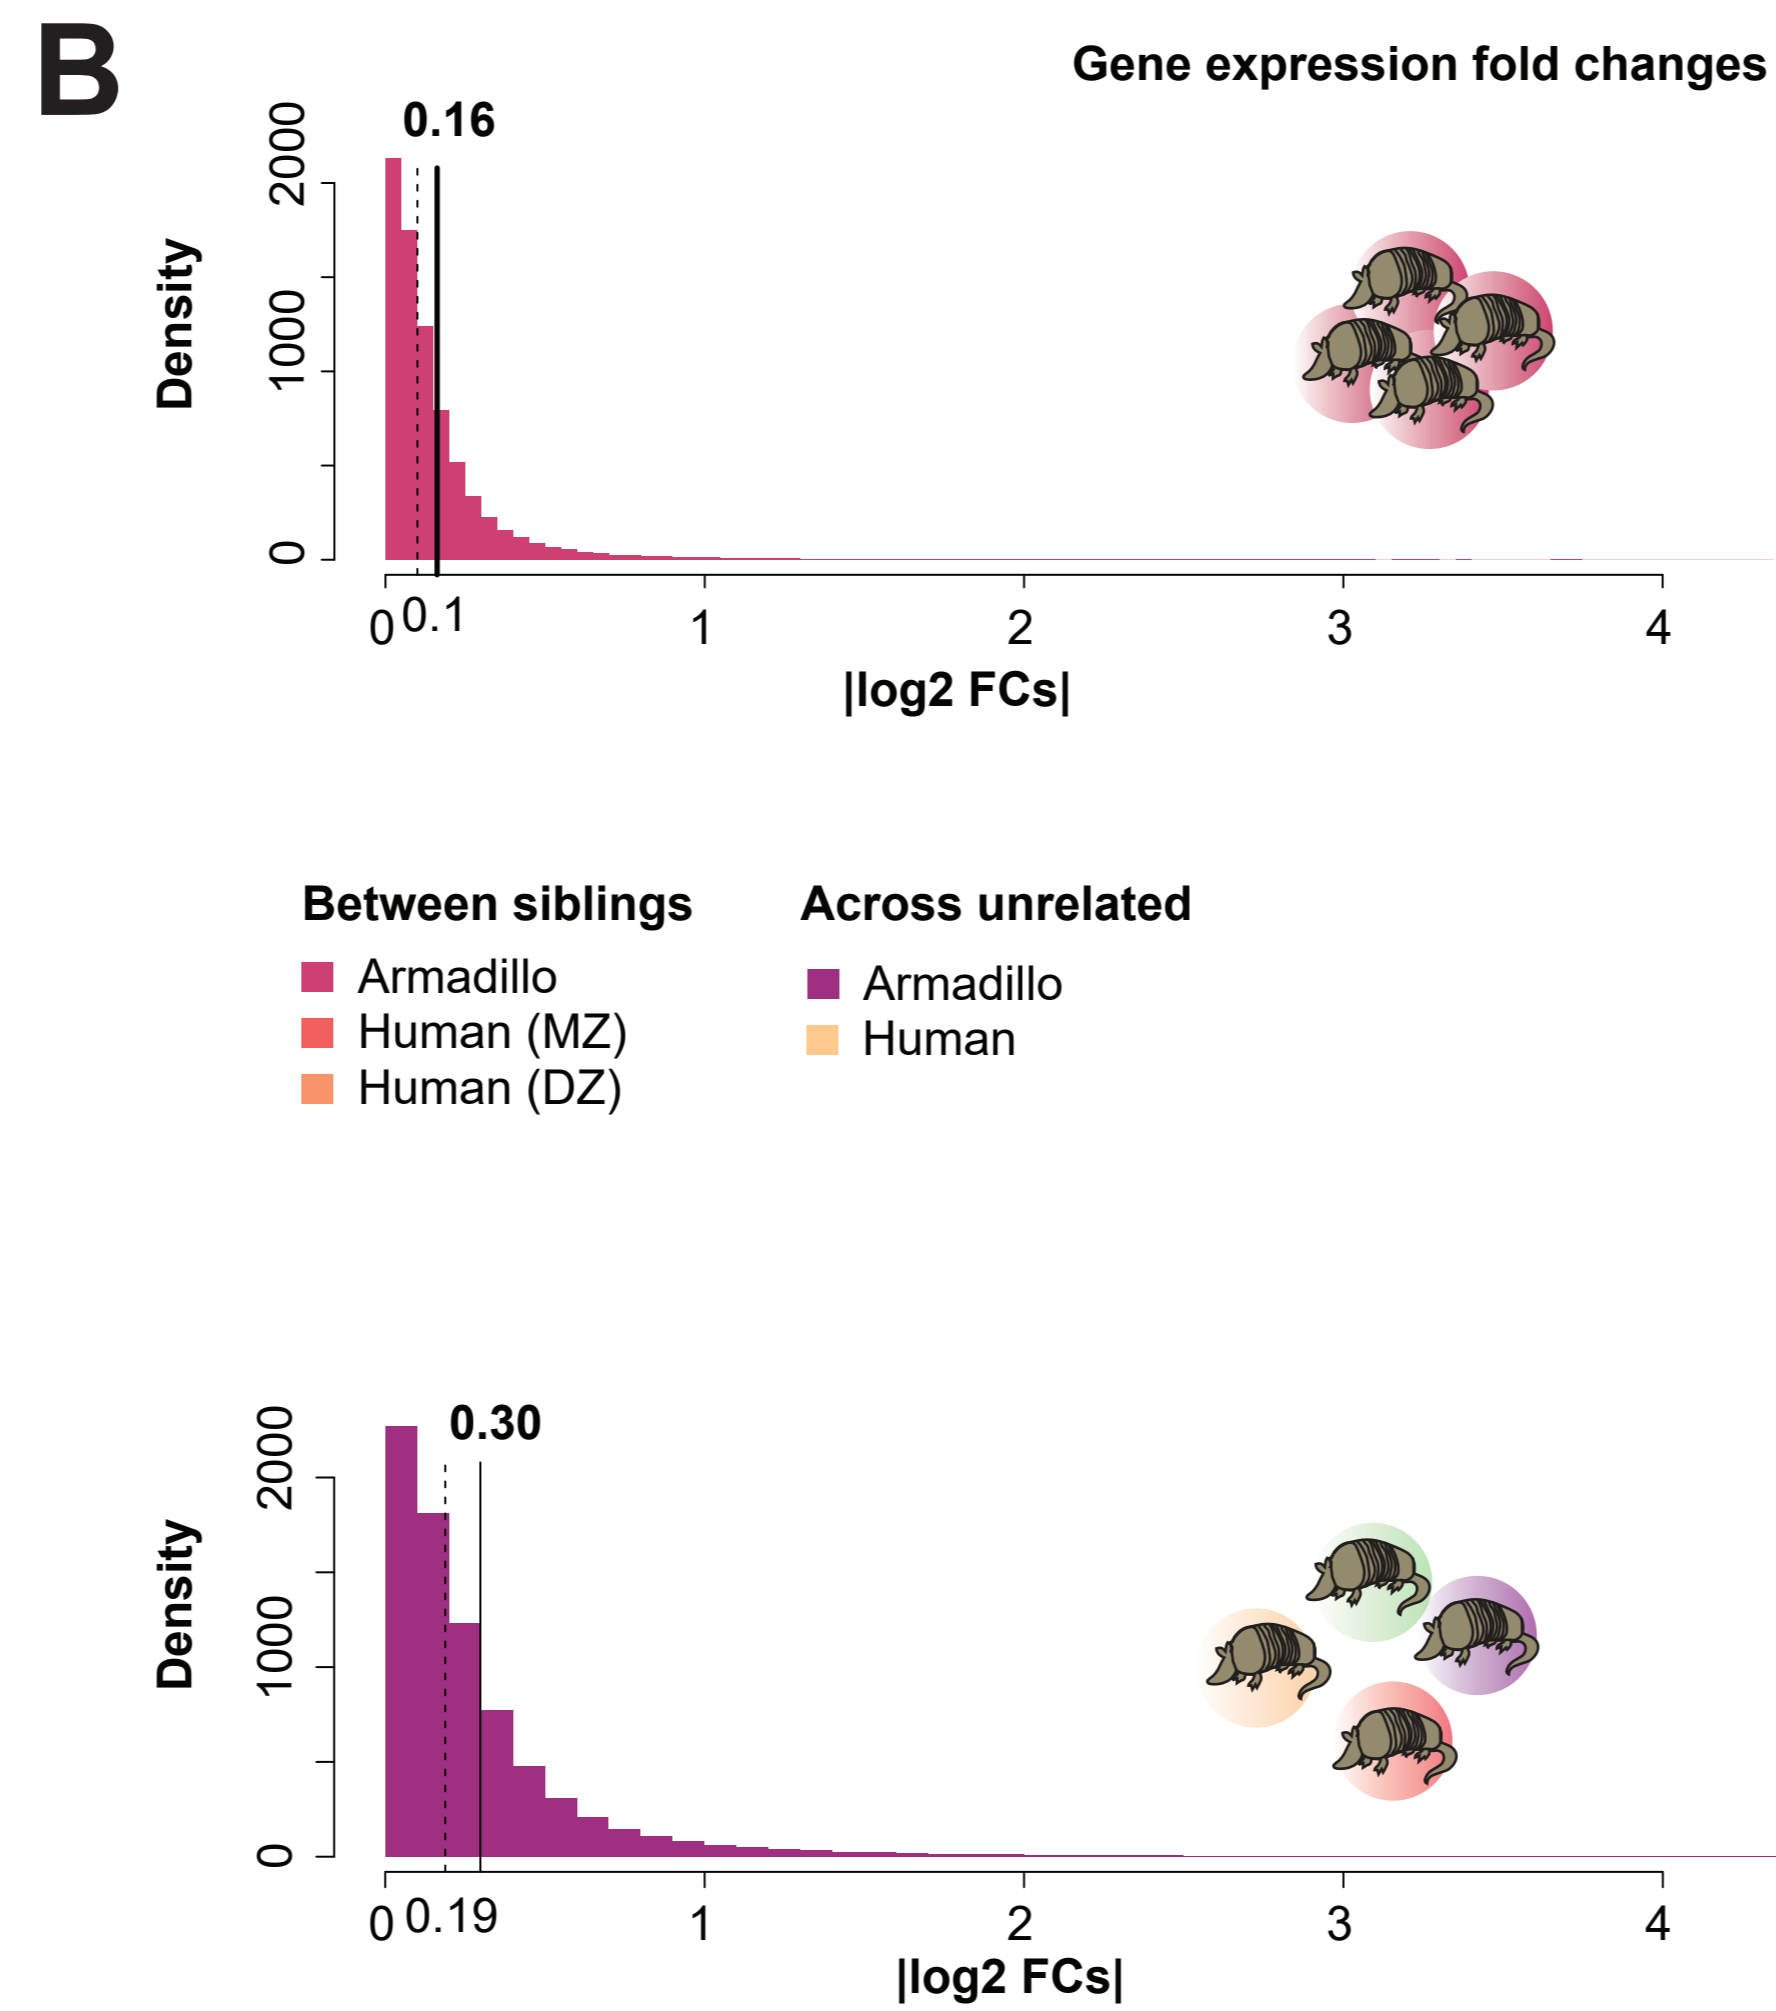 B
Gene expression fold changes
0.16
Density
0
1000
2000
0
0.1
1
2
3
4
|log2 FCs|
Between siblings
Armadillo
Human (MZ)
Human (DZ)
Across unrelated
Armadillo
Human
0.30
Density
0
1000
2000
0
0.19
1
2
3
4
|log2 FCs|